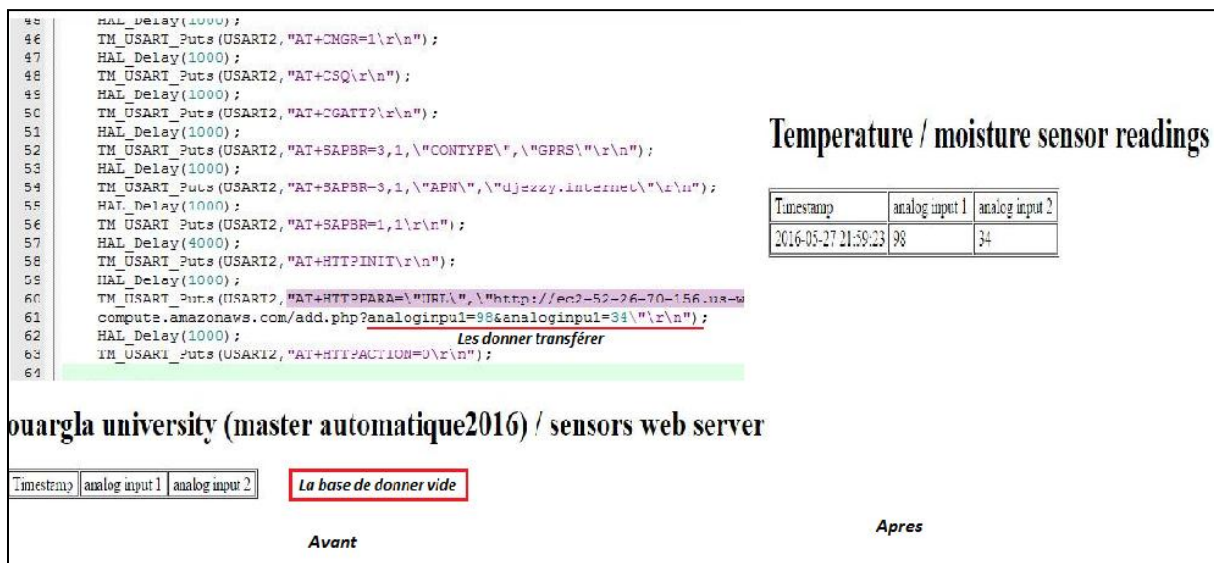 45 HAL_Delay(1000);
46 TM_USART_Puts(USART2,"AT+CMGR=1\r\n");
47 HAL_Delay(1000);
48 TM_USART_Puts(USART2,"AT+CSQ\r\n");
49 HAL_Delay(1000);
50 TM_USART_Puts(USART2,"AT+CGATT?\r\n");
51 HAL_Delay(1000);
52 TM_USART_Puts(USART2,"AT+SAPBR=3,1,\"CONTYPE\",\"GPRS\"\r\n");
53 HAL_Delay(1000);
54 TM_USART_Puts(USART2,"AT+SAPBR=3,1,\"APN\",\"djezzy.internet\"\r\n");
55 HAL_Delay(1000);
56 TM_USART_Puts(USART2,"AT+SAPBR=1,1\r\n");
57 HAL_Delay(4000);
58 TM_USART_Puts(USART2,"AT+HTTPINIT\r\n");
59 HAL_Delay(1000);
60 TM_USART_Puts(USART2,"AT+HTTPPARA=\"URL\",\"http://ec2-52-26-70-156.us-w
61 compute.amazonaws.com/add.php?analoginpu1=98&analoginpu1=34\"\r\n");
62 HAL_Delay(1000);
Les donner transférer
63 TM_USART_Puts(USART2,"AT+HTTPACTION=0\r\n");
64
Temperature / moisture sensor readings
Timestamp analog input 1 analog input 2
2016-05-27 21:59:23 98 34
ouargla university (master automatique2016) / sensors web server
Timestamp analog input 1 analog input 2
La base de donner vide
Avant
Apres